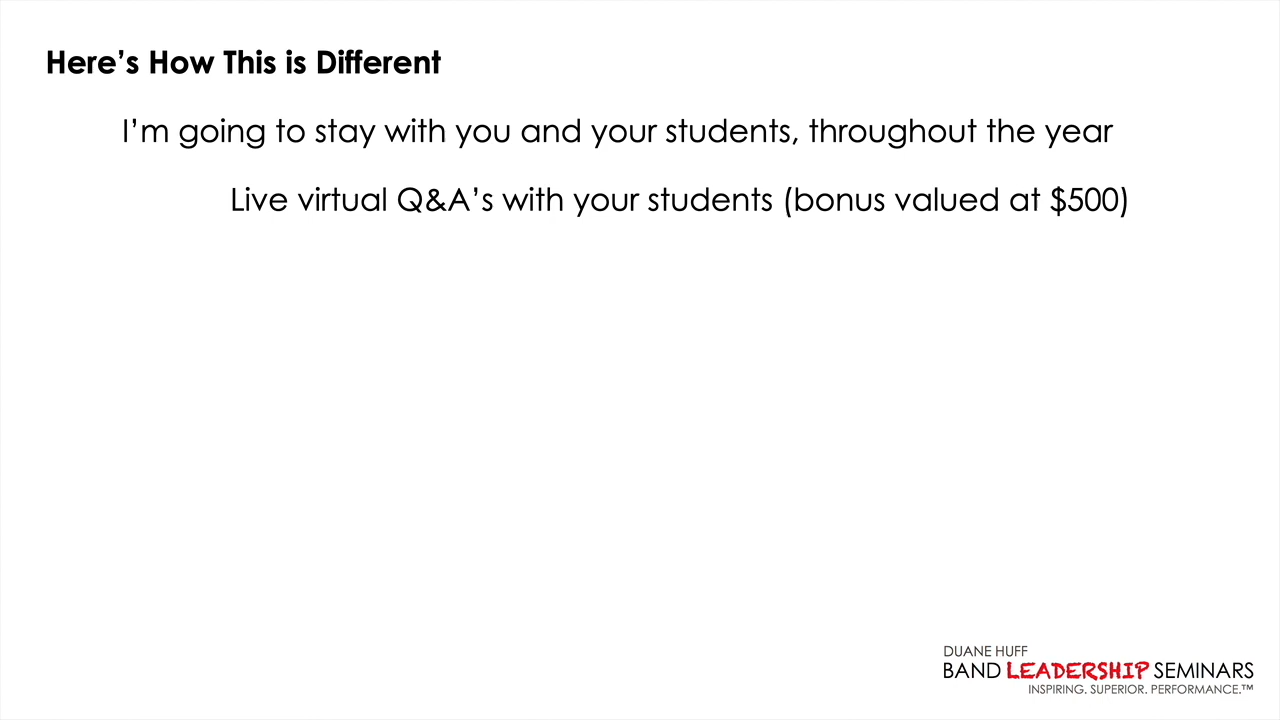 Here’s How This is Different
I’m going to stay with you and your students, throughout the year
Live virtual Q&A’s with your students (bonus valued at $500)
DUANE HUFF
BAND LEADERSHIP SEMINARS
INSPIRING. SUPERIOR. PERFORMANCE.™